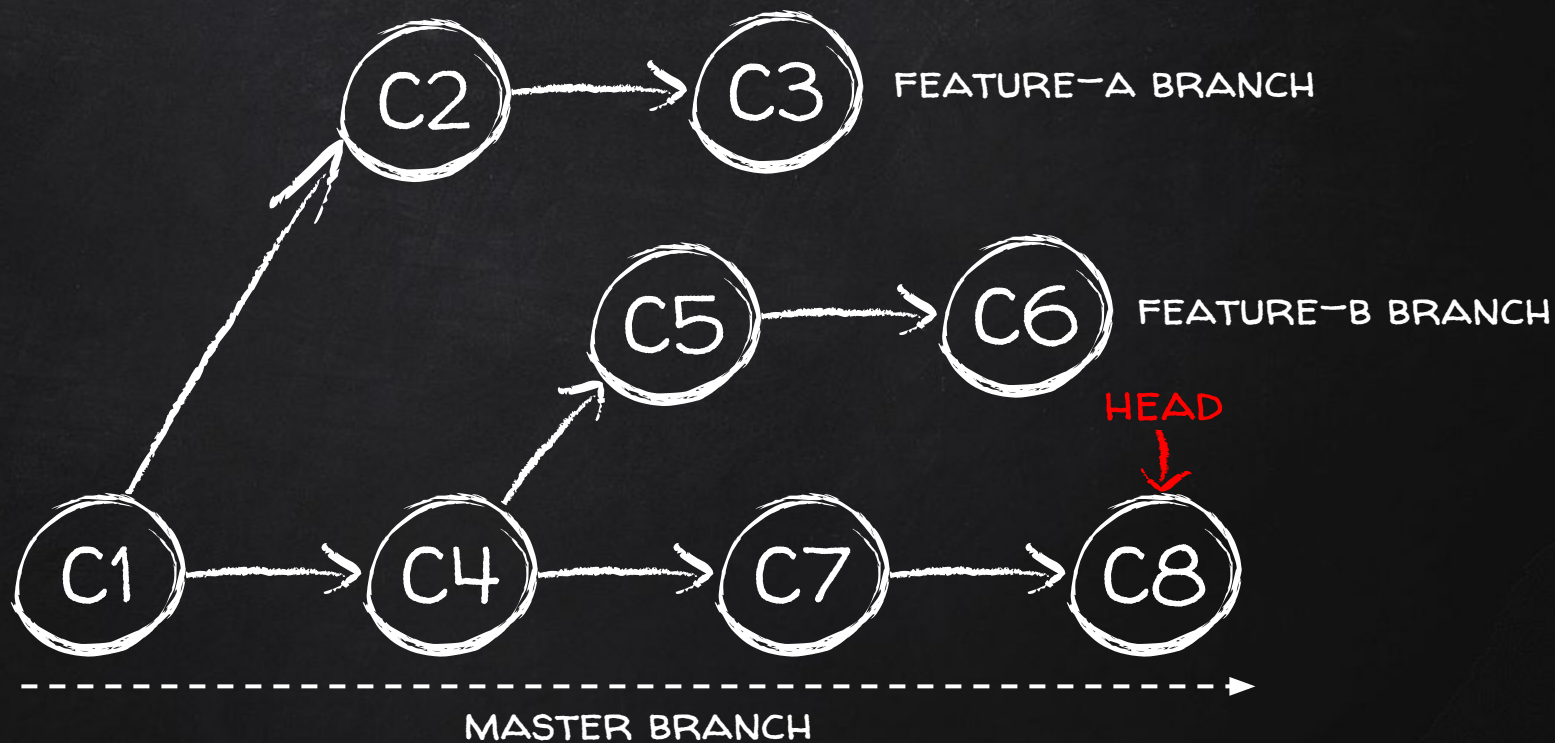 C2
C3
FEATURE-A BRANCH
C5
C6
FEATURE-B BRANCH
HEAD
C1
C4
C7
C8
MASTER BRANCH